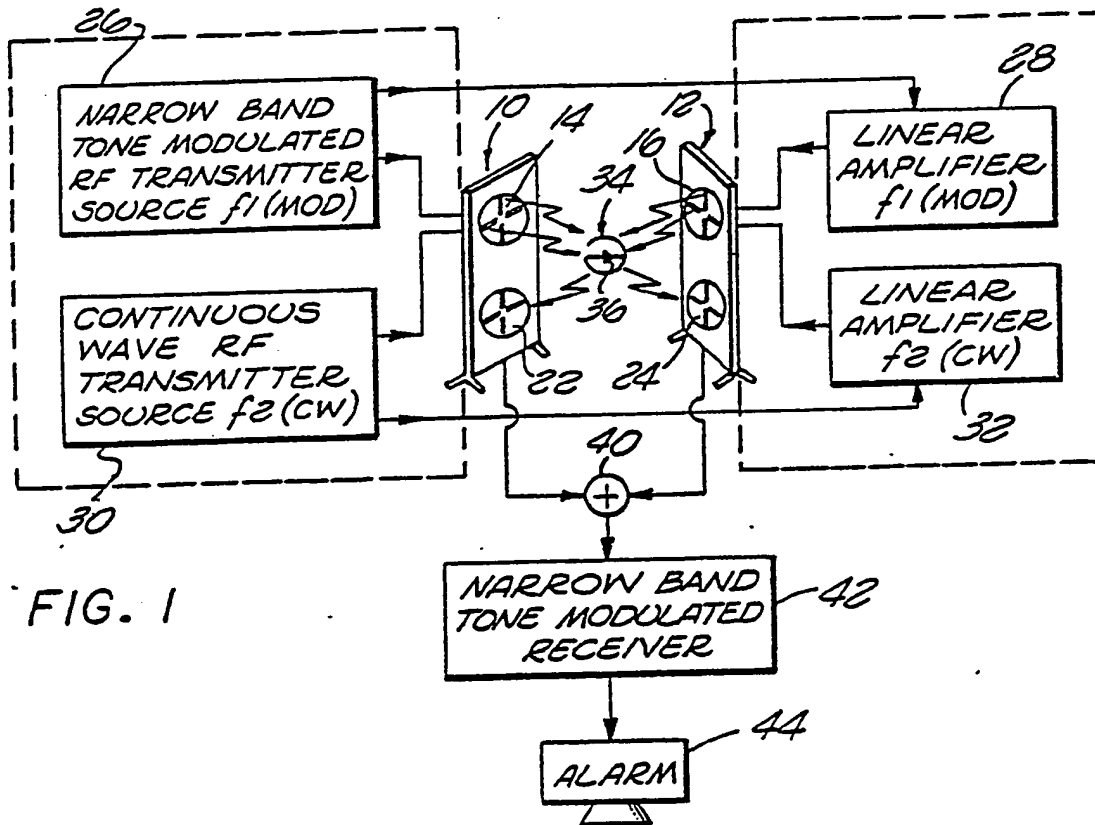 26
NARROW BAND
TONE MODULATED
RF TRANSMITTER
SOURCE f1 (MOD)
10
14
12
16
34
36
28
LINEAR
AMPLIFIER
f1 (MOD)
CONTINUOUS
WAVE RF
TRANSMITTER
SOURCE f2 (CW)
30
22
24
LINEAR
AMPLIFIER
f2 (CW)
32
40
+
NARROW BAND
TONE MODULATED
RECEIVER
42
ALARM
44
FIG. 1